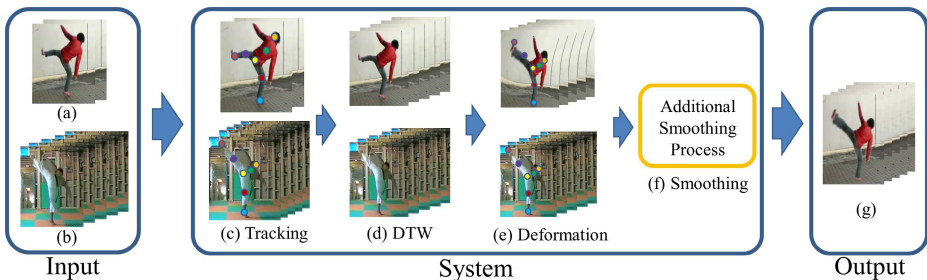 (a)
(b)
Input
(c) Tracking
(d) DTW
(e) Deformation
Additional
Smoothing
Process
(f) Smoothing
System
(g)
Output